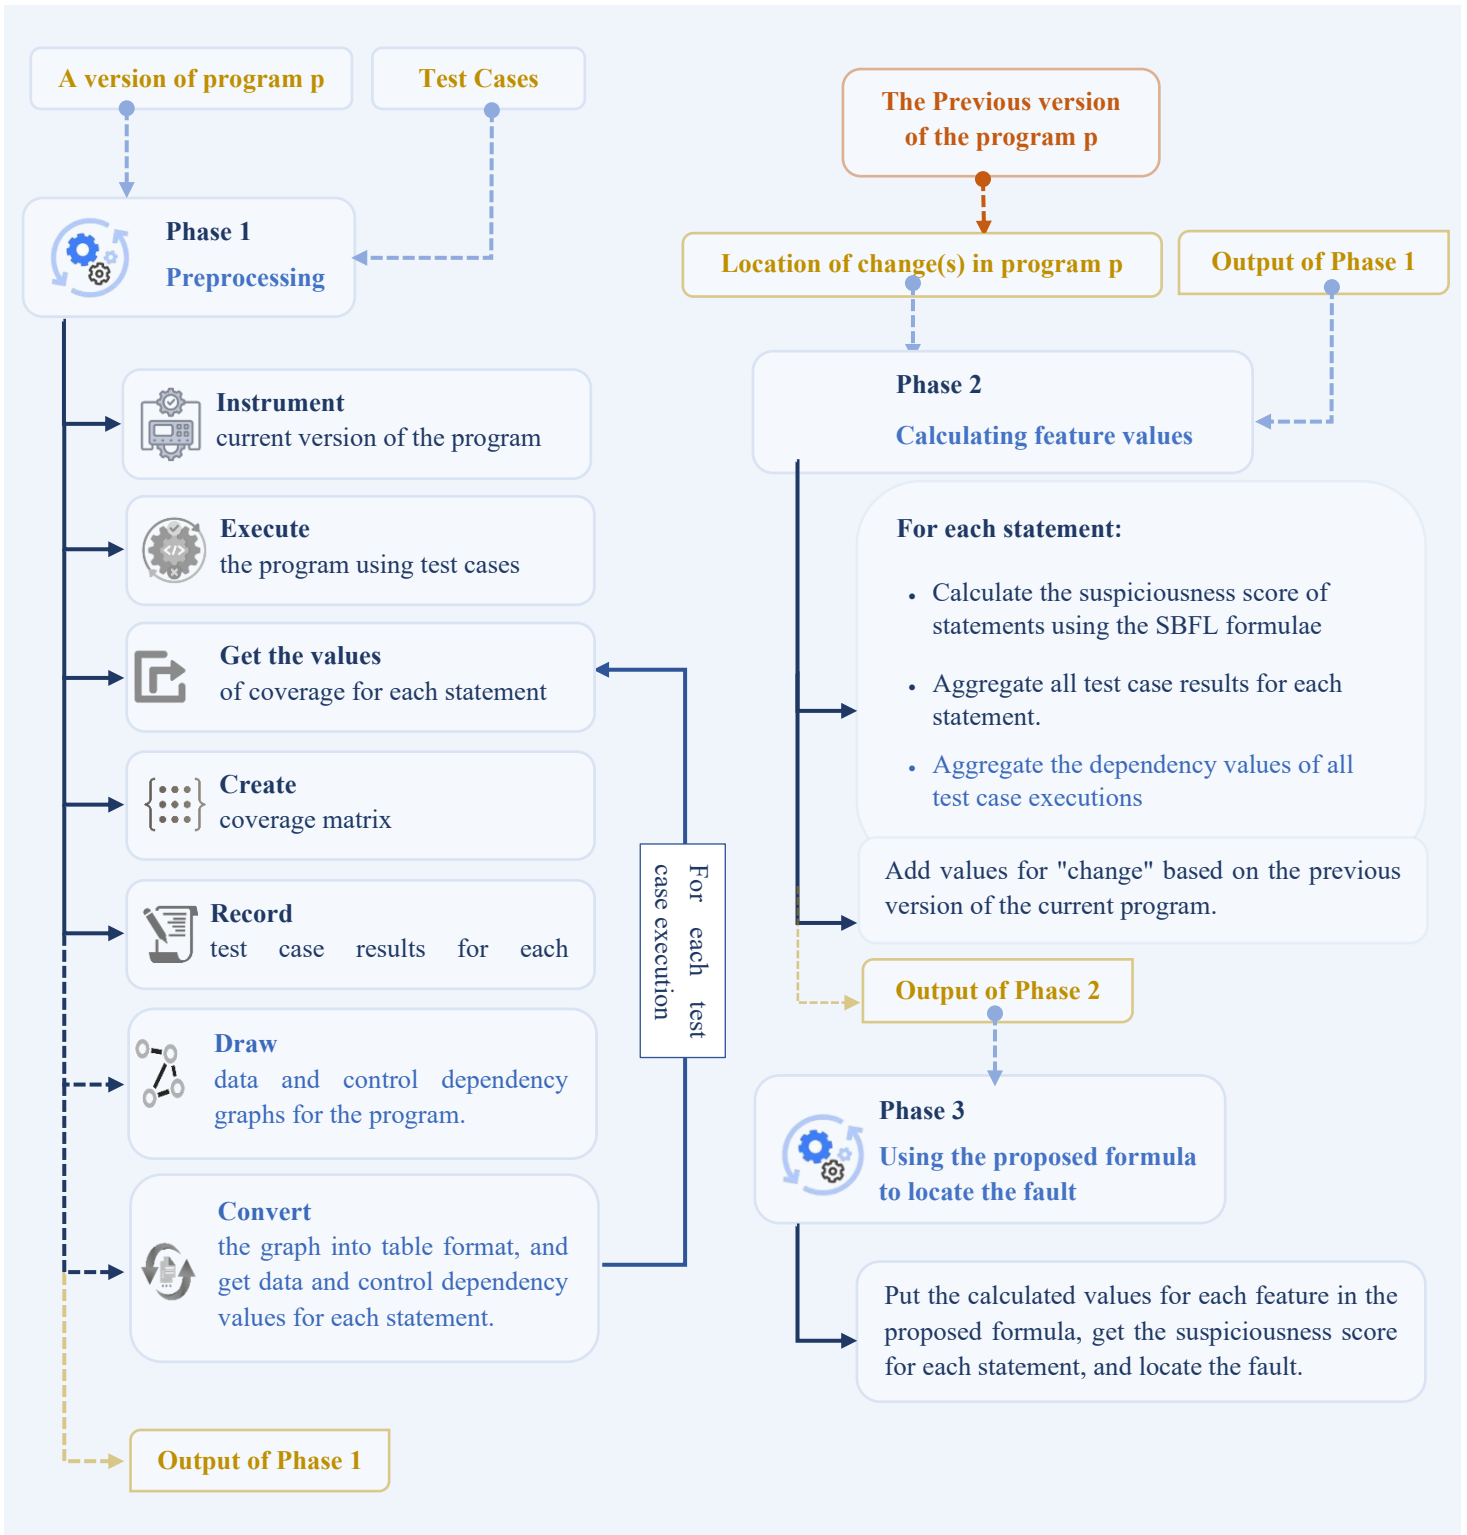 A version of program p
Test Cases
Phase 1
Preprocessing
Instrument
current version of the program
Execute
the program using test cases
Get the values
of coverage for each statement
Create
coverage matrix
Record
test case results for each
Draw
data and control dependency
graphs for the program.
Convert
the graph into table format, and
get data and control dependency
values for each statement.
Output of Phase 1
For each test
case execution
The Previous version
of the program p
Location of change(s) in program p
Output of Phase 1
Phase 2
Calculating feature values
For each statement:
• Calculate the suspiciousness score of
statements using the SBFL formulae
• Aggregate all test case results for each
statement.
• Aggregate the dependency values of all
test case executions
Add values for "change" based on the previous
version of the current program.
Output of Phase 2
Phase 3
Using the proposed formula
to locate the fault
Put the calculated values for each feature in the
proposed formula, get the suspiciousness score
for each statement, and locate the fault.